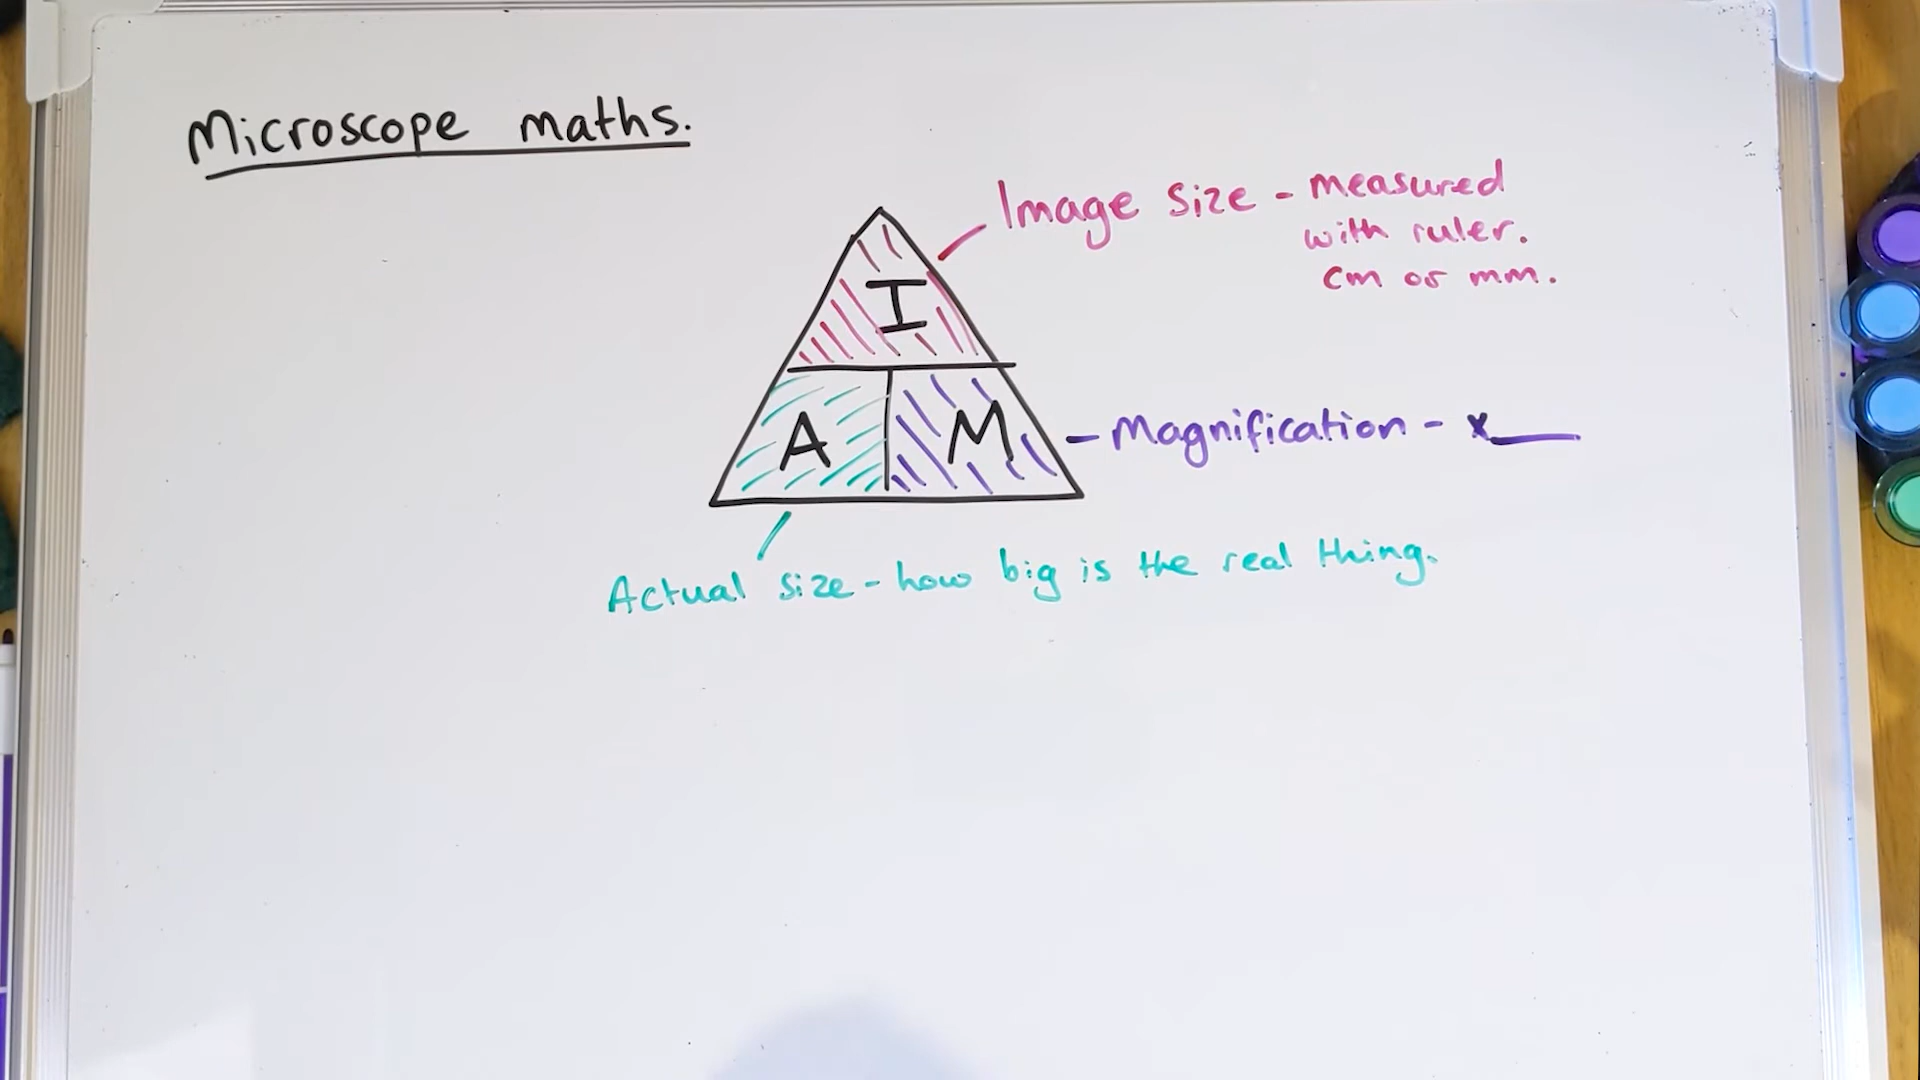 Microscope maths.
Image size - measured
with ruler.
cm or mm.
I
A M
- Magnification - x____
Actual size - how big is the real thing.